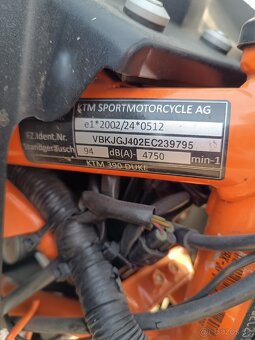 KTM SPORTMOTORCYCLE AG
e1*2002/24*0512
FZ.Ident.Nr. VBKJGJ402EC239795
Standgeräusch 94 dB(A)- 4750 min-1
KTM 390 DUKE